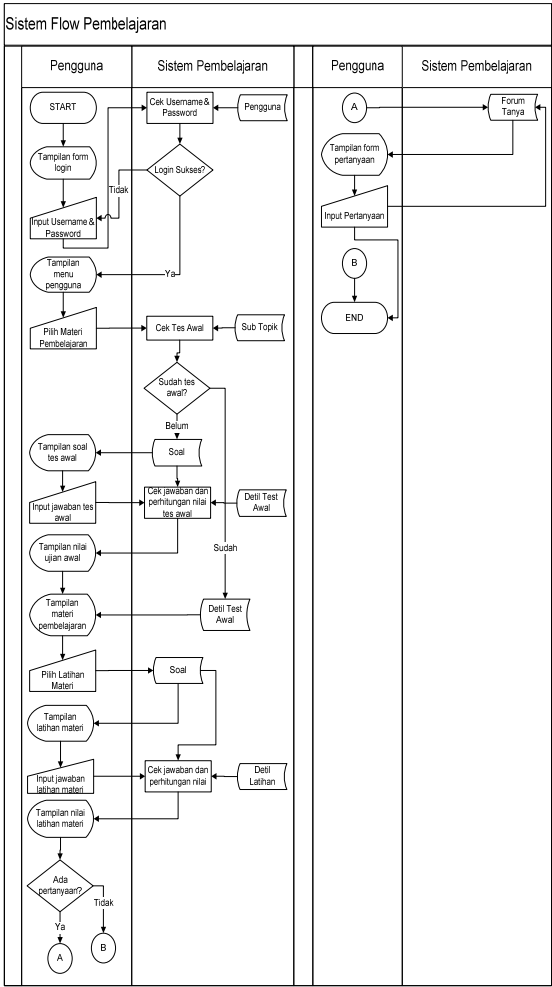 Sistem Flow Pembelajaran
Pengguna
Sistem Pembelajaran
Pengguna
Sistem Pembelajaran
START
Cek Username &
Password
Pengguna
Tampilan form
login
Login Sukses?
Tidak
Input Username &
Password
Ya
Tampilan
menu
pengguna
Pilih Materi
Pembelajaran
Cek Tes Awal
Sub Topik
Sudah tes
awal?
Belum
Tampilan soal
tes awal
Soal
Input jawaban tes
awal
Cek jawaban dan
perhitungan nilai
tes awal
Detil Test
Awal
Sudah
Tampilan nilai
ujian awal
Tampilan
materi
pembelajaran
Detil Test
Awal
Pilih Latihan
Materi
Soal
Tampilan
latihan materi
Input jawaban
latihan materi
Cek jawaban dan
perhitungan nilai
Detil
Latihan
Tampilan nilai
latihan materi
Ada
pertanyaan?
Tidak
Ya
A
B
A
Forum
Tanya
Tampilan form
pertanyaan
Input Pertanyaan
B
END